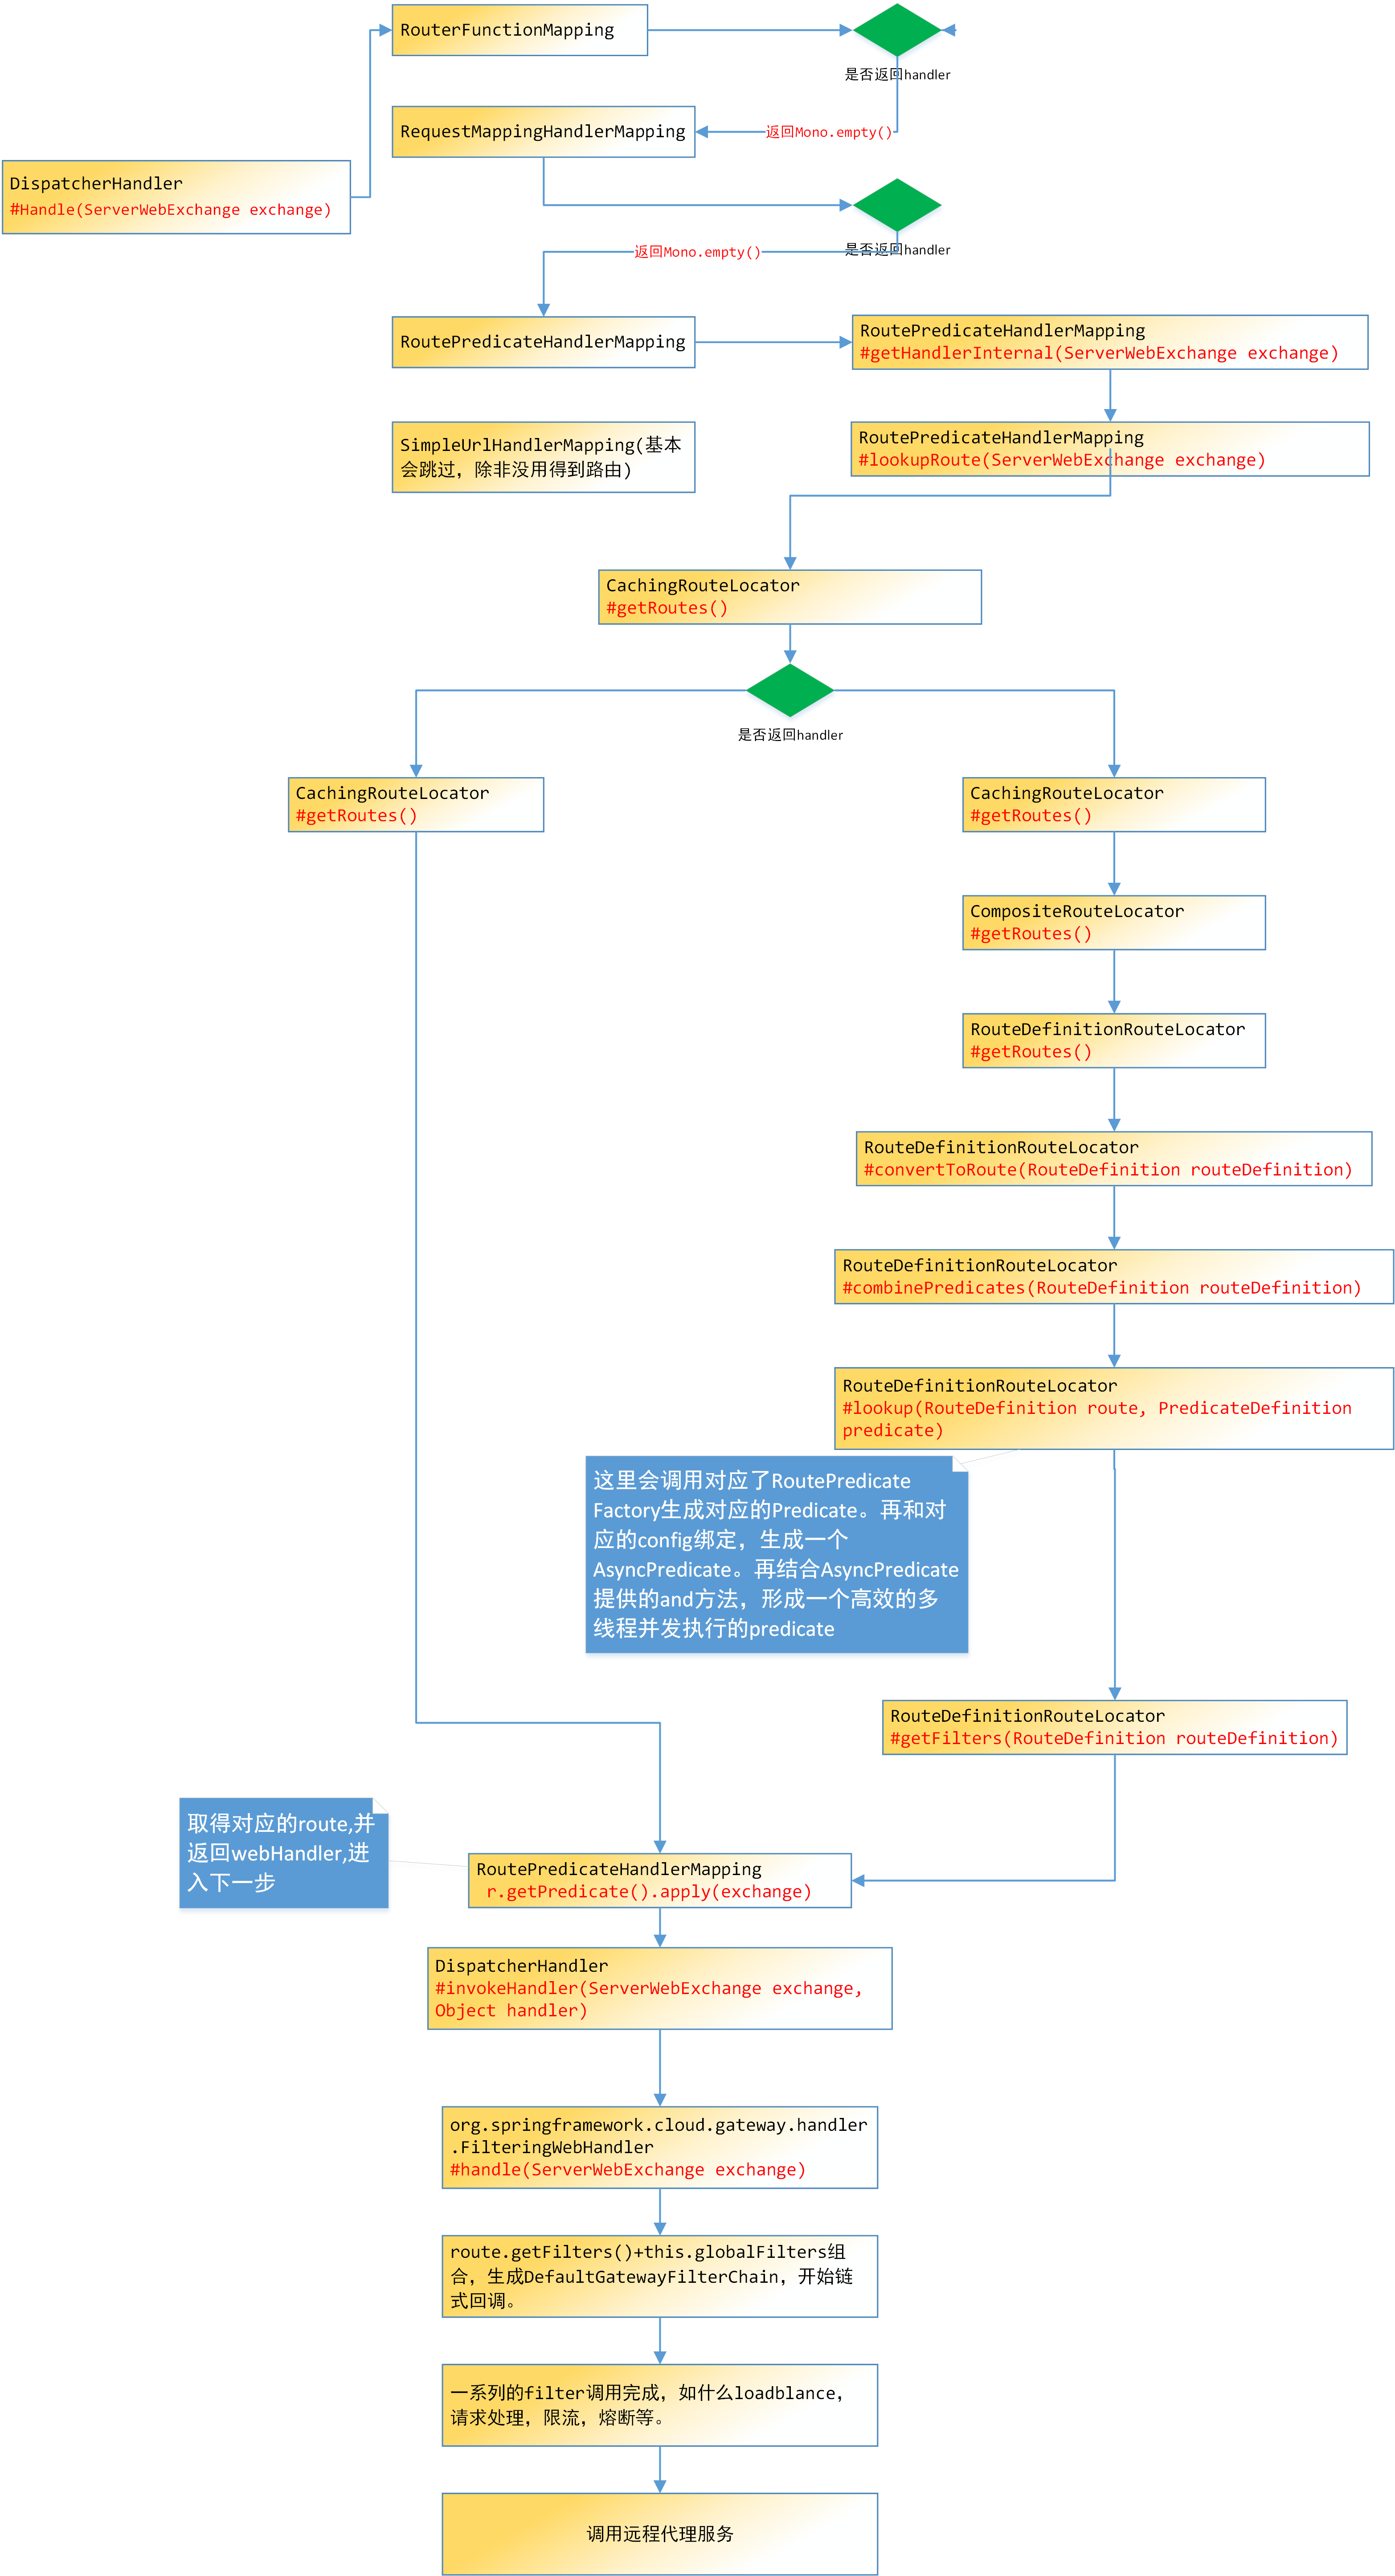 RouterFunctionMapping
是否返回handler
RequestMappingHandlerMapping
返回Mono.empty()
DispatcherHandler
#Handle(ServerWebExchange exchange)
是否返回handler
返回Mono.empty()
RoutePredicateHandlerMapping
RoutePredicateHandlerMapping
#getHandlerInternal(ServerWebExchange exchange)
SimpleUrlHandlerMapping(基本
会跳过，除非没用得到路由)
RoutePredicateHandlerMapping
#lookupRoute(ServerWebExchange exchange)
CachingRouteLocator
#getRoutes()
是否返回handler
CachingRouteLocator
#getRoutes()
CachingRouteLocator
#getRoutes()
CompositeRouteLocator
#getRoutes()
RouteDefinitionRouteLocator
#getRoutes()
RouteDefinitionRouteLocator
#convertToRoute(RouteDefinition routeDefinition)
RouteDefinitionRouteLocator
#combinePredicates(RouteDefinition routeDefinition)
RouteDefinitionRouteLocator
#lookup(RouteDefinition route, PredicateDefinition
predicate)
这里会调用对应了RoutePredicate
Factory生成对应的Predicate。再和对
应的config绑定，生成一个
AsyncPredicate。再结合AsyncPredicate
提供的and方法，形成一个高效的多
线程并发执行的predicate
RouteDefinitionRouteLocator
#getFilters(RouteDefinition routeDefinition)
取得对应的route,并
返回webHandler,进
入下一步
RoutePredicateHandlerMapping
r.getPredicate().apply(exchange)
DispatcherHandler
#invokeHandler(ServerWebExchange exchange,
Object handler)
org.springframework.cloud.gateway.handler
.FilteringWebHandler
#handle(ServerWebExchange exchange)
route.getFilters()+this.globalFilters组
合，生成DefaultGatewayFilterChain，开始链
式回调。
一系列的filter调用完成，如什么loadblance，
请求处理，限流，熔断等。
调用远程代理服务